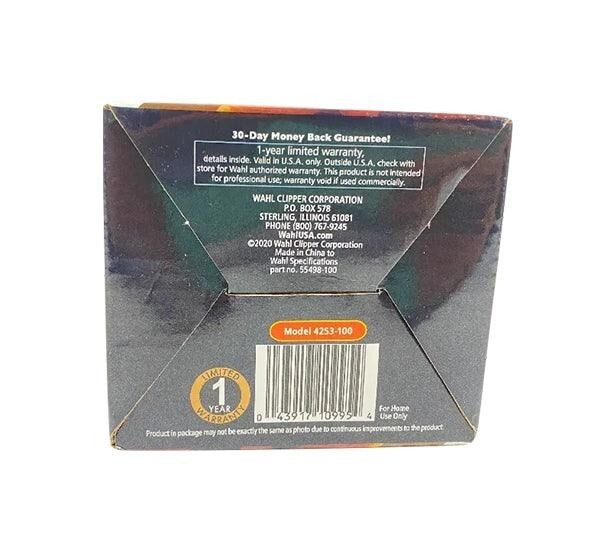 30-Day Money Back Guarantee!
1-year limited warranty,
details inside. Valid in U.S.A. only. Outside U.S.A. check with
store for Wahl authorized warranty. This product is not intended
for professional use; warranty void if used commercially.
WAHL CLIPPER CORPORATION
P.O. BOX 578
STERLING, ILLINOIS 61081
PHONE (800) 767-9245
WahlUSA.com
©2020 Wahl Clipper Corporation
Made in China to
Wahl Specifications
part no. 55498-100
Model 4253-100
LIMITED
1
YEAR
WARRANTY
0 43917 10995 4
For Home
Use Only
Product in package may not be exactly the same as photo due to continuous improvements to the product.